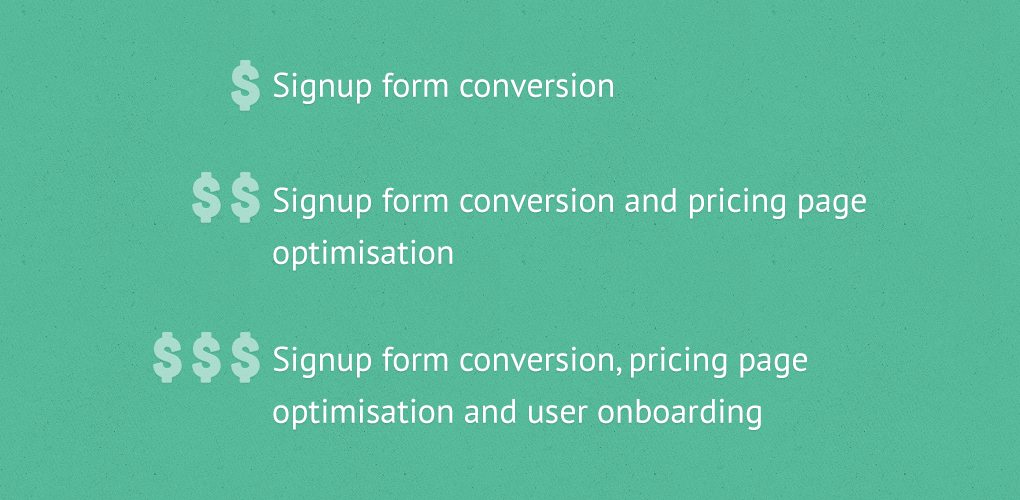 $ Signup form conversion
$ $ Signup form conversion and pricing page
optimisation
$ $ $ Signup form conversion, pricing page
optimisation and user onboarding